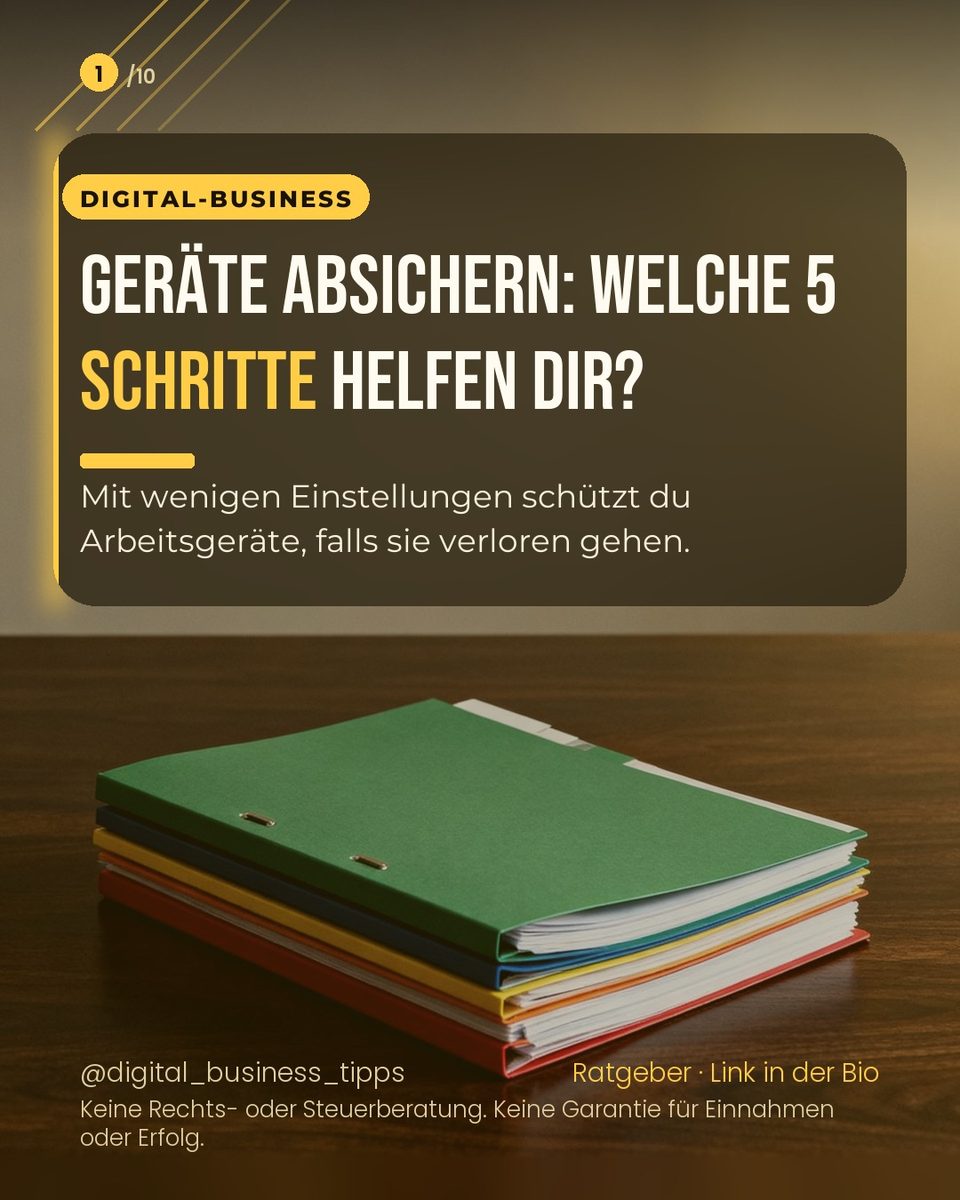 1 /10
DIGITAL-BUSINESS
GERÄTE ABSICHERN: WELCHE 5
SCHRITTE HELFEN DIR?
Mit wenigen Einstellungen schützt du
Arbeitsgeräte, falls sie verloren gehen.
@digital_business_tipps
Ratgeber · Link in der Bio
Keine Rechts- oder Steuerberatung. Keine Garantie für Einnahmen
oder Erfolg.